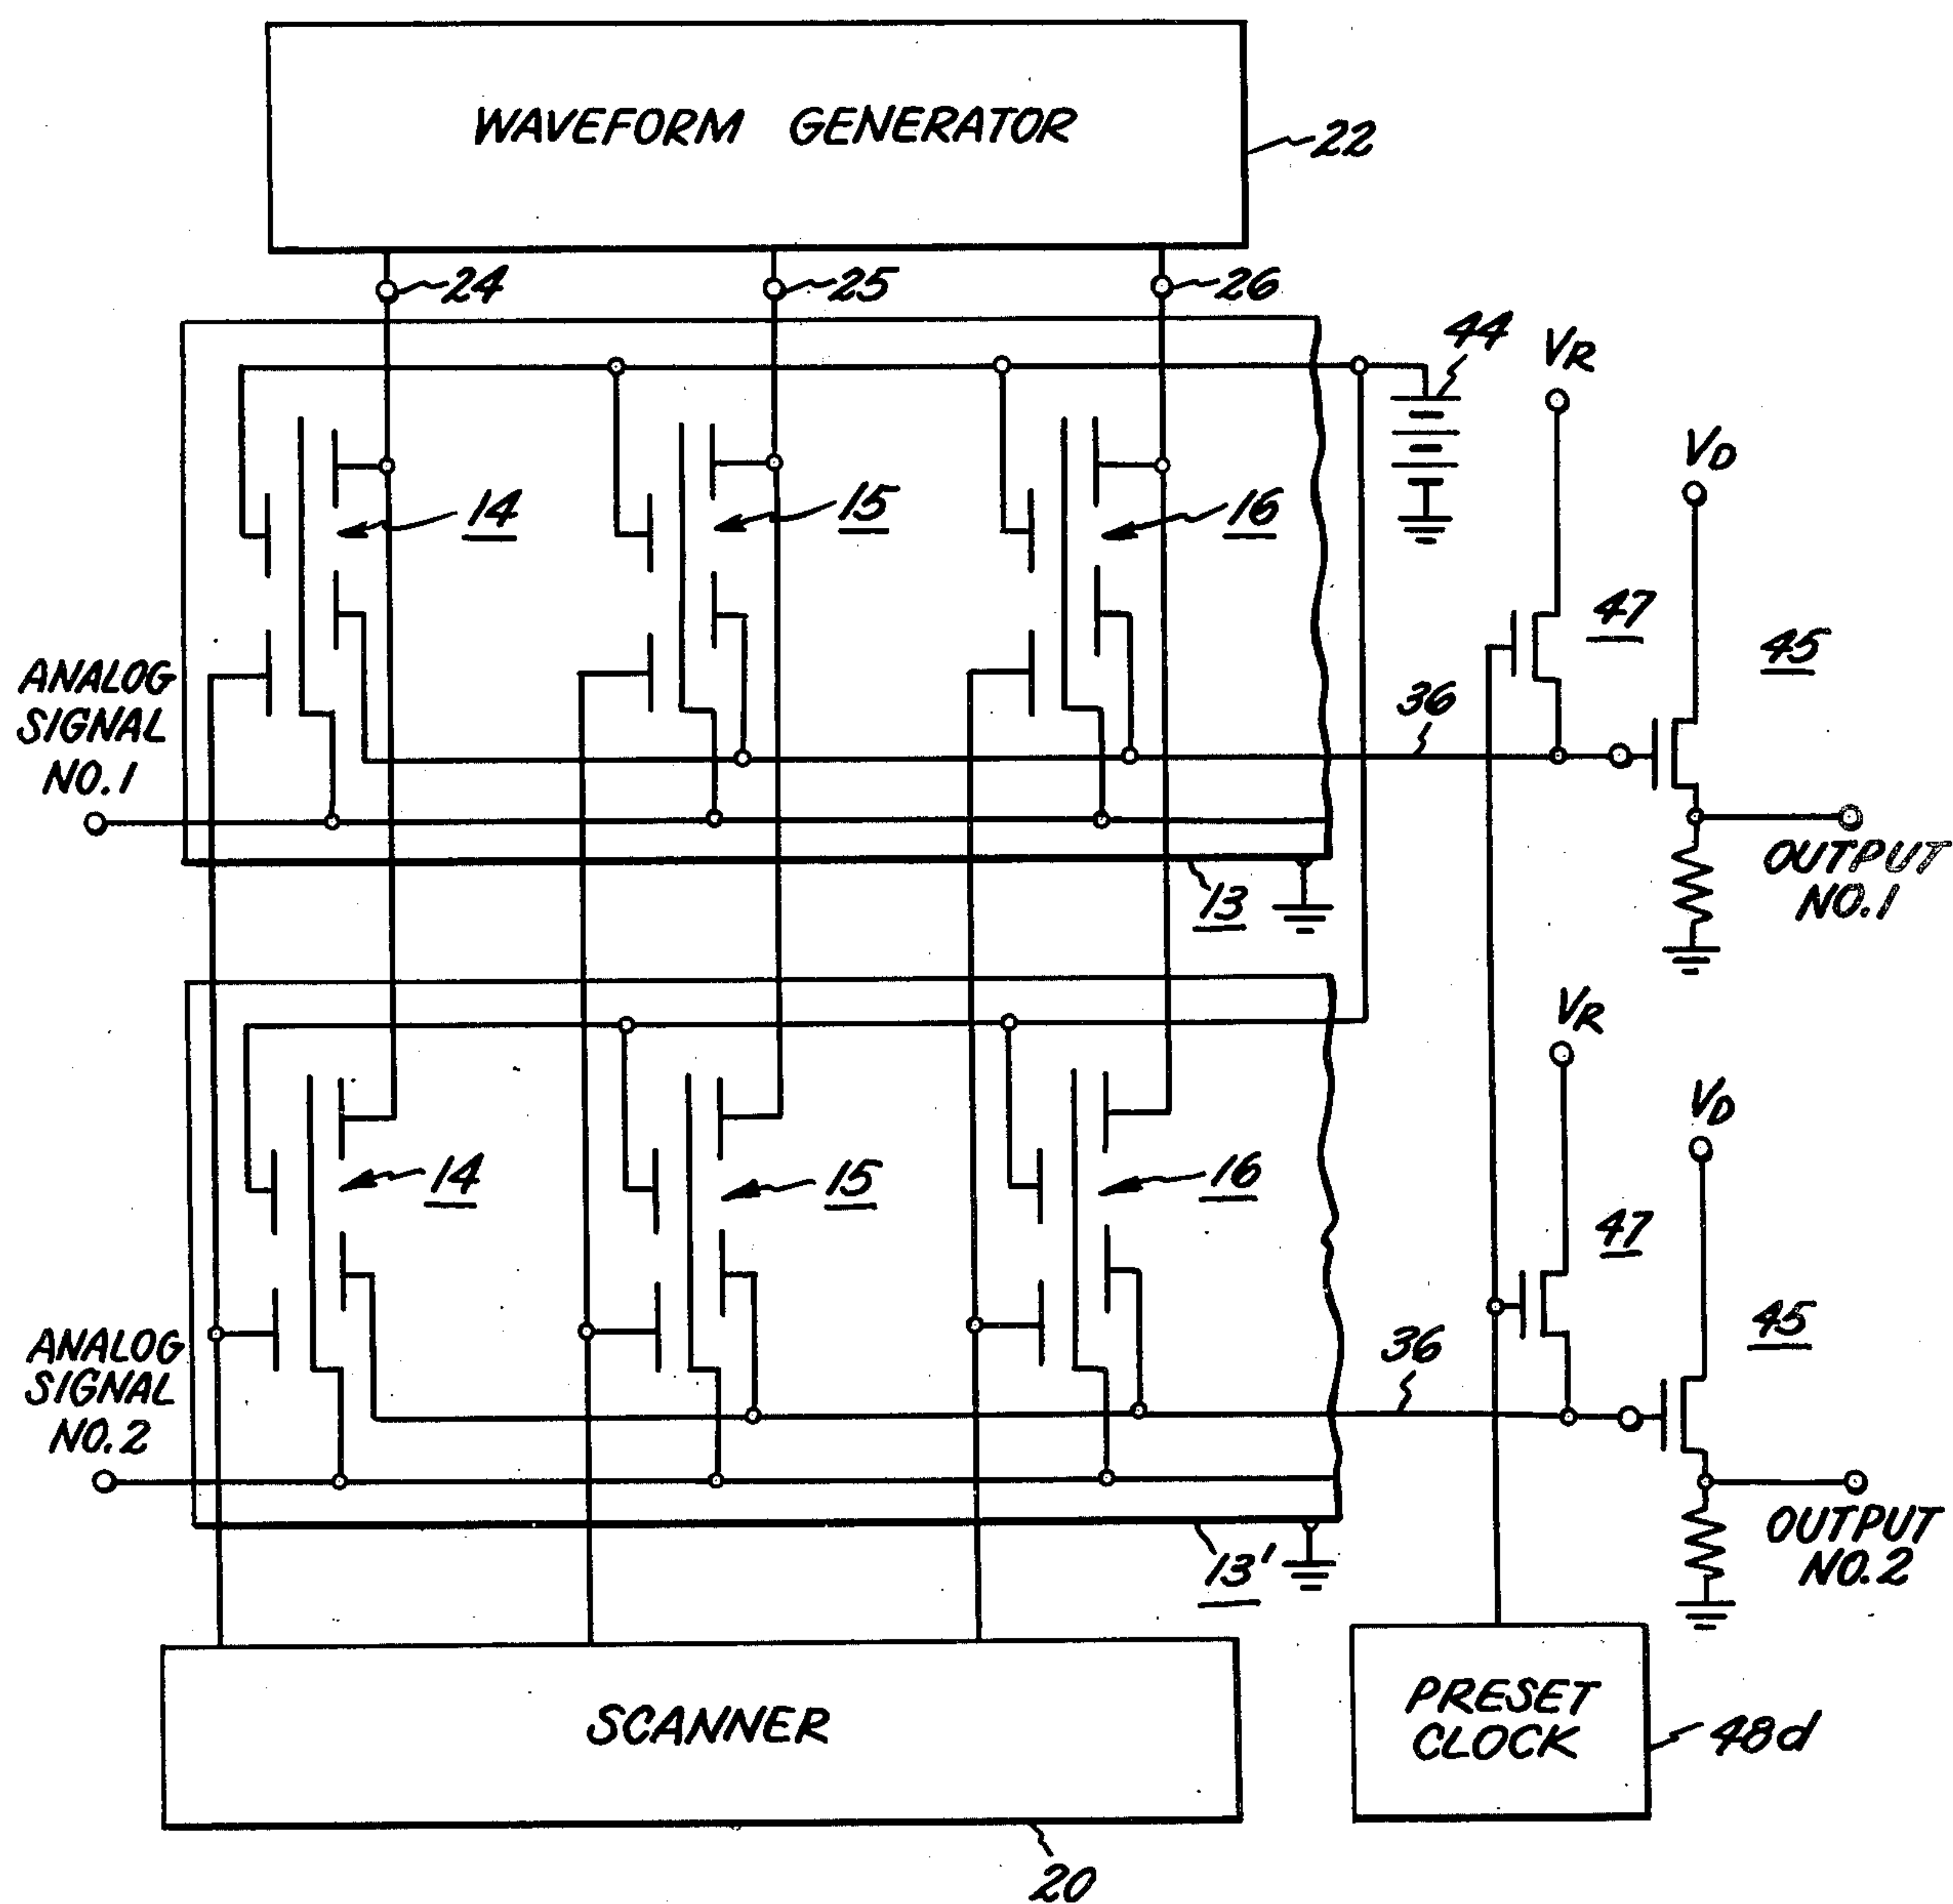 WAVEFORM GENERATOR
22
24
25
26
44
VR
VD
14
15
16
47
45
ANALOG
SIGNAL
NO.1
36
OUTPUT
NO.1
13
VR
VD
14
15
16
47
45
ANALOG
SIGNAL
NO.2
36
OUTPUT
NO.2
13'
SCANNER
PRESET
CLOCK
48d
20